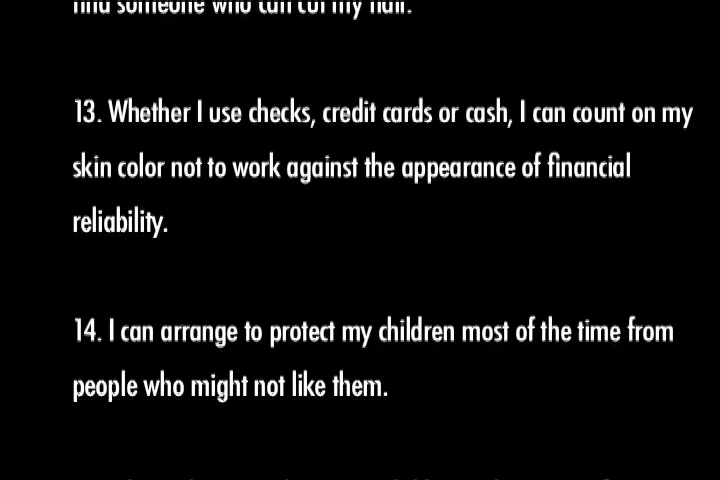 find someone who can cut my hair.
13. Whether I use checks, credit cards or cash, I can count on my
skin color not to work against the appearance of financial
reliability.
14. I can arrange to protect my children most of the time from
people who might not like them.